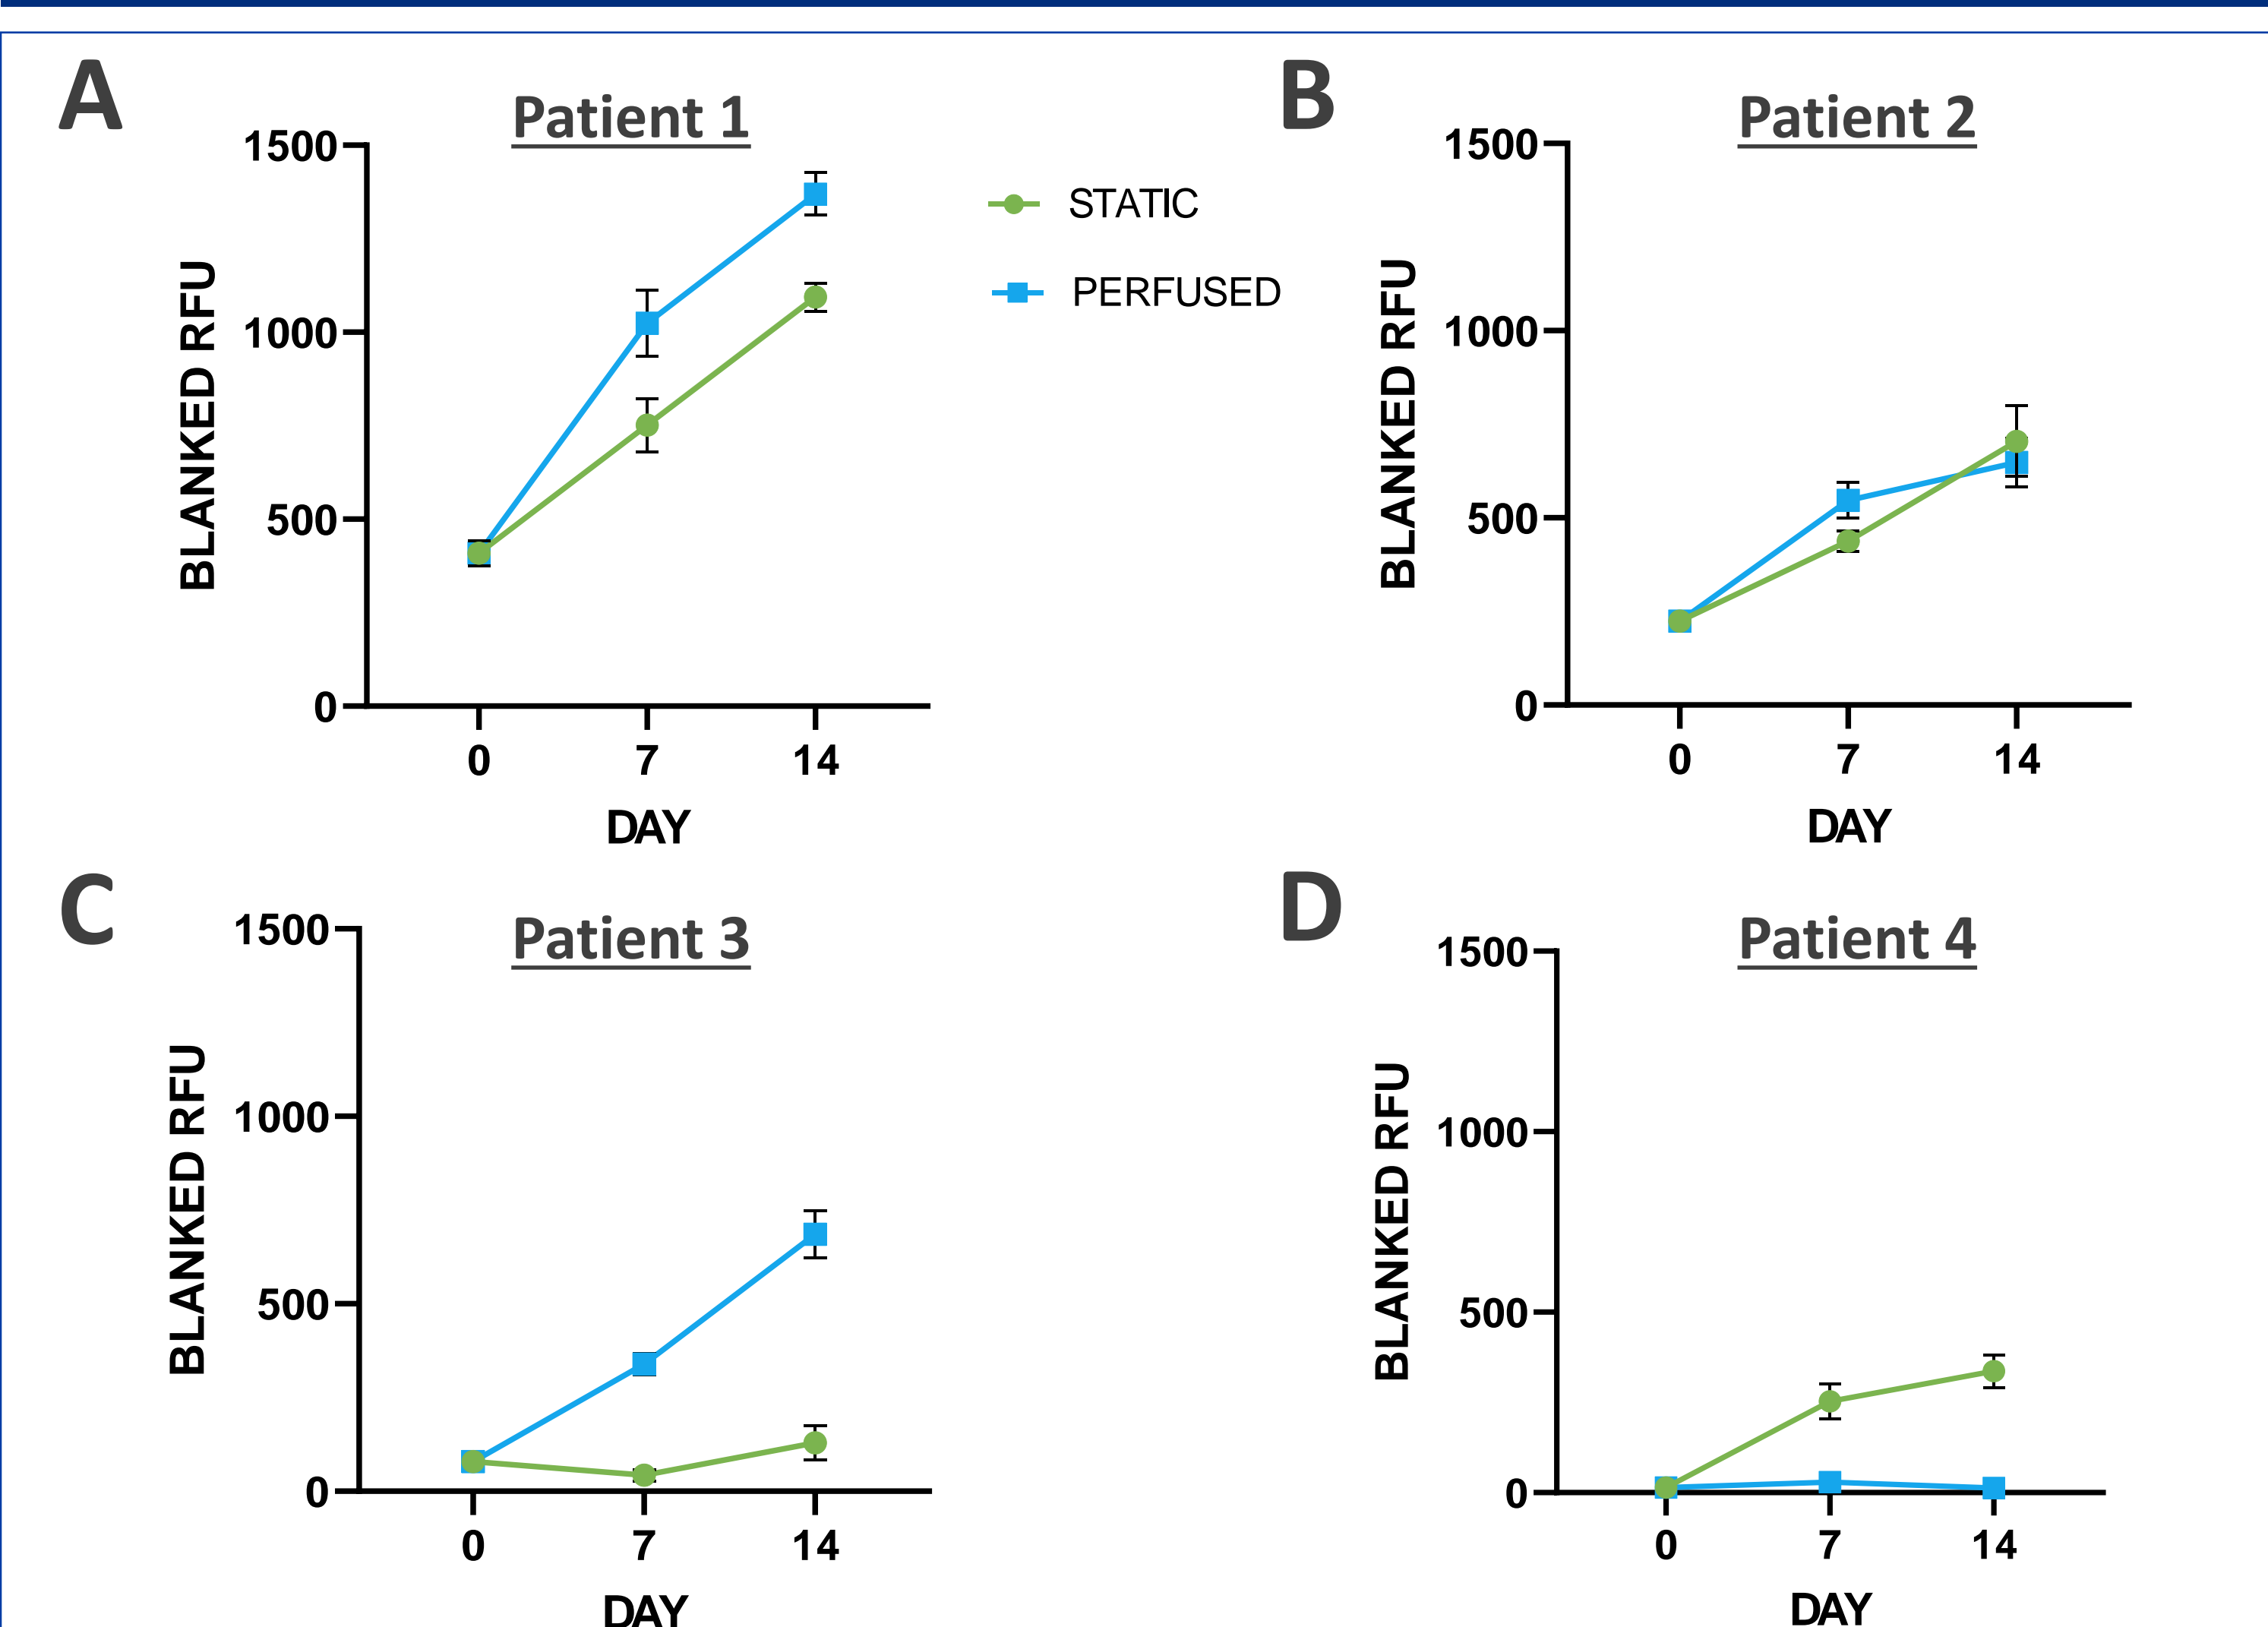 A
Patient 1
1500
1000
500
0
BLANKED RFU
0 7 14
DAY
STATIC
PERFUSED
B
Patient 2
1500
1000
500
0
BLANKED RFU
0 7 14
DAY
C
Patient 3
1500
1000
500
0
BLANKED RFU
0 7 14
DAY
D
Patient 4
1500
1000
500
0
BLANKED RFU
0 7 14
DAY